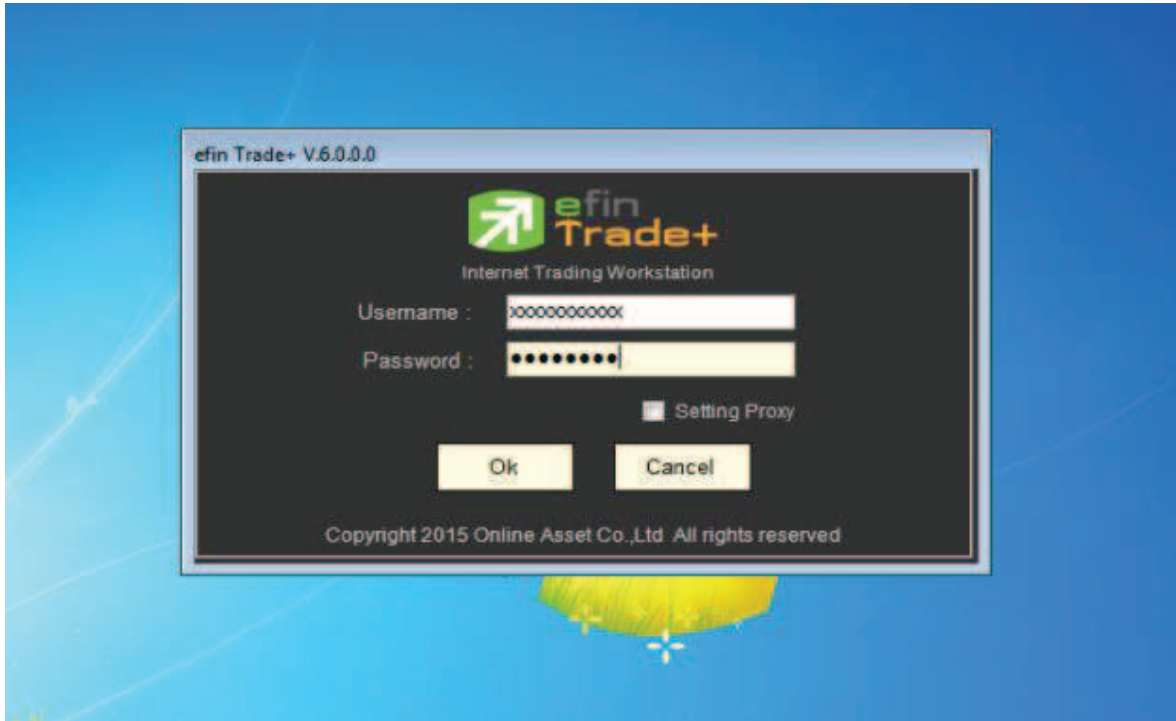 efin Trade+ V.6.0.0.0
efin
Trade+
Internet Trading Workstation
Username :
xxxxxxxxxxxx
Password :
●●●●●●●●
Setting Proxy
Ok
Cancel
Copyright 2015 Online Asset Co.,Ltd All rights reserved